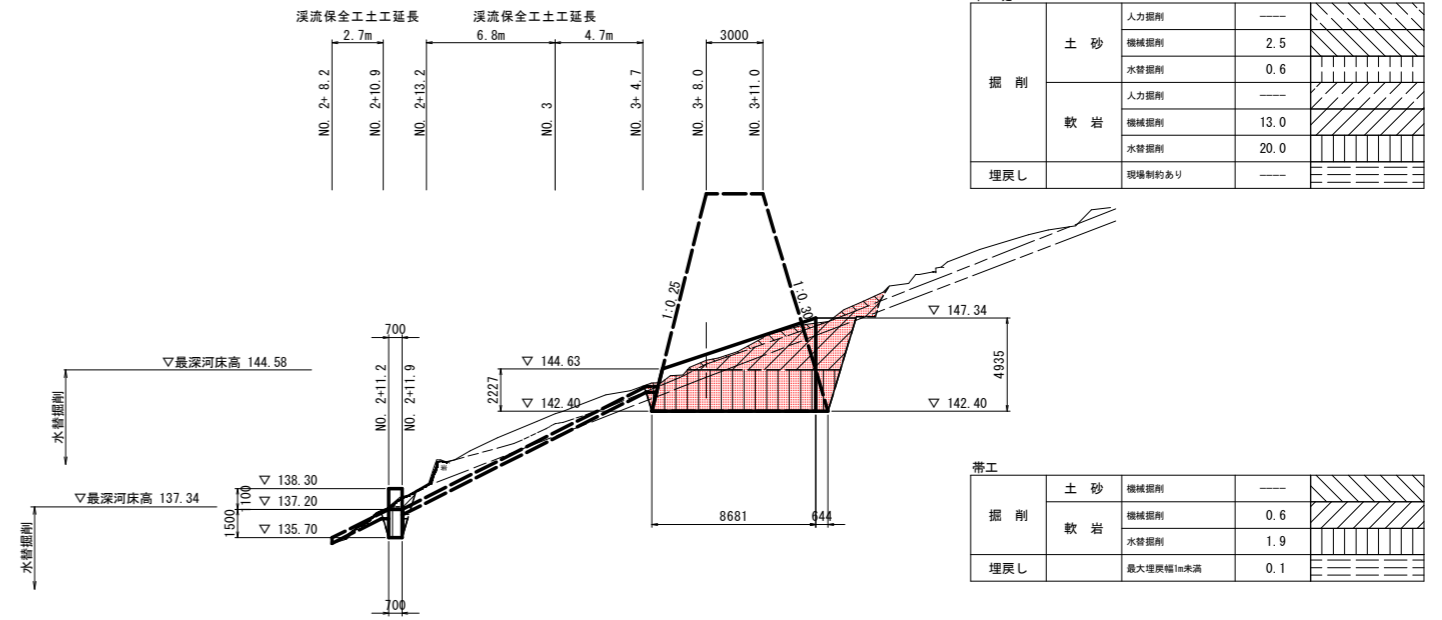 渓流保全工土工延長 渓流保全工土工延長
2.7m 6.8m 4.7m 3000
NO. 2+ 8.2
NO. 2+10.9
NO. 2+13.2
NO. 3
NO. 3+ 4.7
NO. 3+ 8.0
NO. 3+11.0
掘 削 土 砂 人力掘削 ----
機械掘削 2.5
水替掘削 0.6
軟 岩 人力掘削 ----
機械掘削 13.0
水替掘削 20.0
埋戻し 現場制約あり ----
1:0.25
1:0.30
▽ 147.34
4935
▽ 142.40
▽ 144.63
2227
▽ 142.40
8681 644
700
▽最深河床高 144.58
水替掘削
NO. 2+11.2
NO. 2+11.9
▽ 138.30
1100
▽ 137.20
1500
▽ 135.70
▽最深河床高 137.34
水替掘削
700
帯工
掘 削 土 砂 機械掘削 ----
軟 岩 機械掘削 0.6
水替掘削 1.9
埋戻し 最大埋戻幅1m未満 0.1